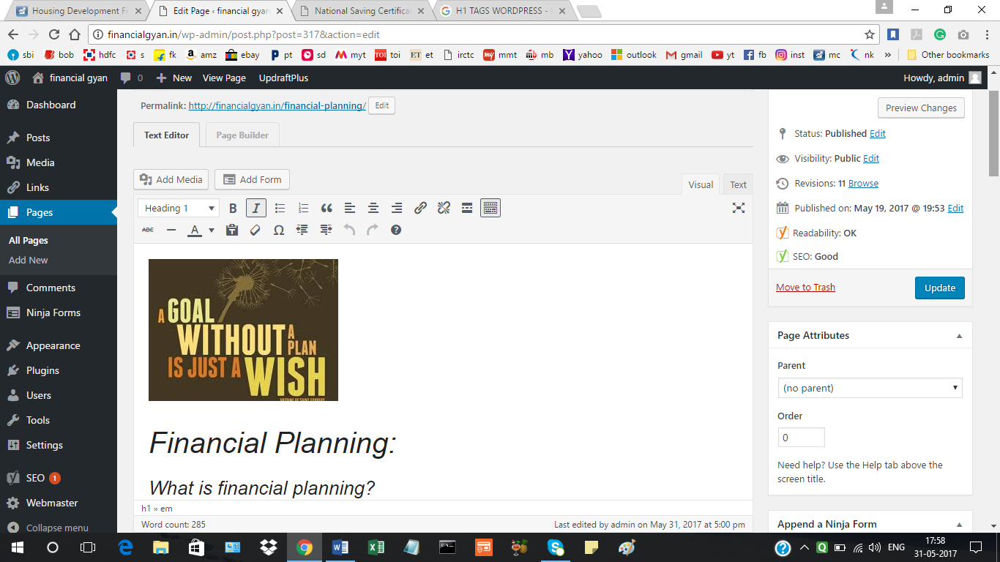 Housing Development F
Edit Page ‹ financial gyan
National Saving Certifica
H1 TAGS WORDPRESS -
financialgyan.in/wp-admin/post.php?post=317&action=edit
sbi bob hdfc s fk amz ebay pt sd myt toi et irctc mmt mb yahoo outlook gmail yt fb inst mc nk » Other bookmarks
financial gyan 0 New View Page UpdraftPlus Howdy, admin
Dashboard
Posts
Media
Links
Pages
All Pages
Add New
Comments
Ninja Forms
Appearance
Plugins
Users
Tools
Settings
SEO 1
Webmaster
Collapse menu
Permalink: http://financialgyan.in/financial-planning/ Edit
Text Editor Page Builder
Add Media Add Form
Visual Text
Heading 1 B I
ABC A Ω
A GOAL
WITHOUT A
PLAN
IS JUST A
WISH
ANTOINE DE SAINT EXUPERY
Financial Planning:
What is financial planning?
h1 » em
Word count: 285 Last edited by admin on May 31, 2017 at 5:00 pm
Preview Changes
Status: Published Edit
Visibility: Public Edit
Revisions: 11 Browse
Published on: May 19, 2017 @ 19:53 Edit
Readability: OK
SEO: Good
Move to Trash Update
Page Attributes
Parent
(no parent)
Order
0
Need help? Use the Help tab above the
screen title.
Append a Ninja Form
ENG
17:58
31-05-2017